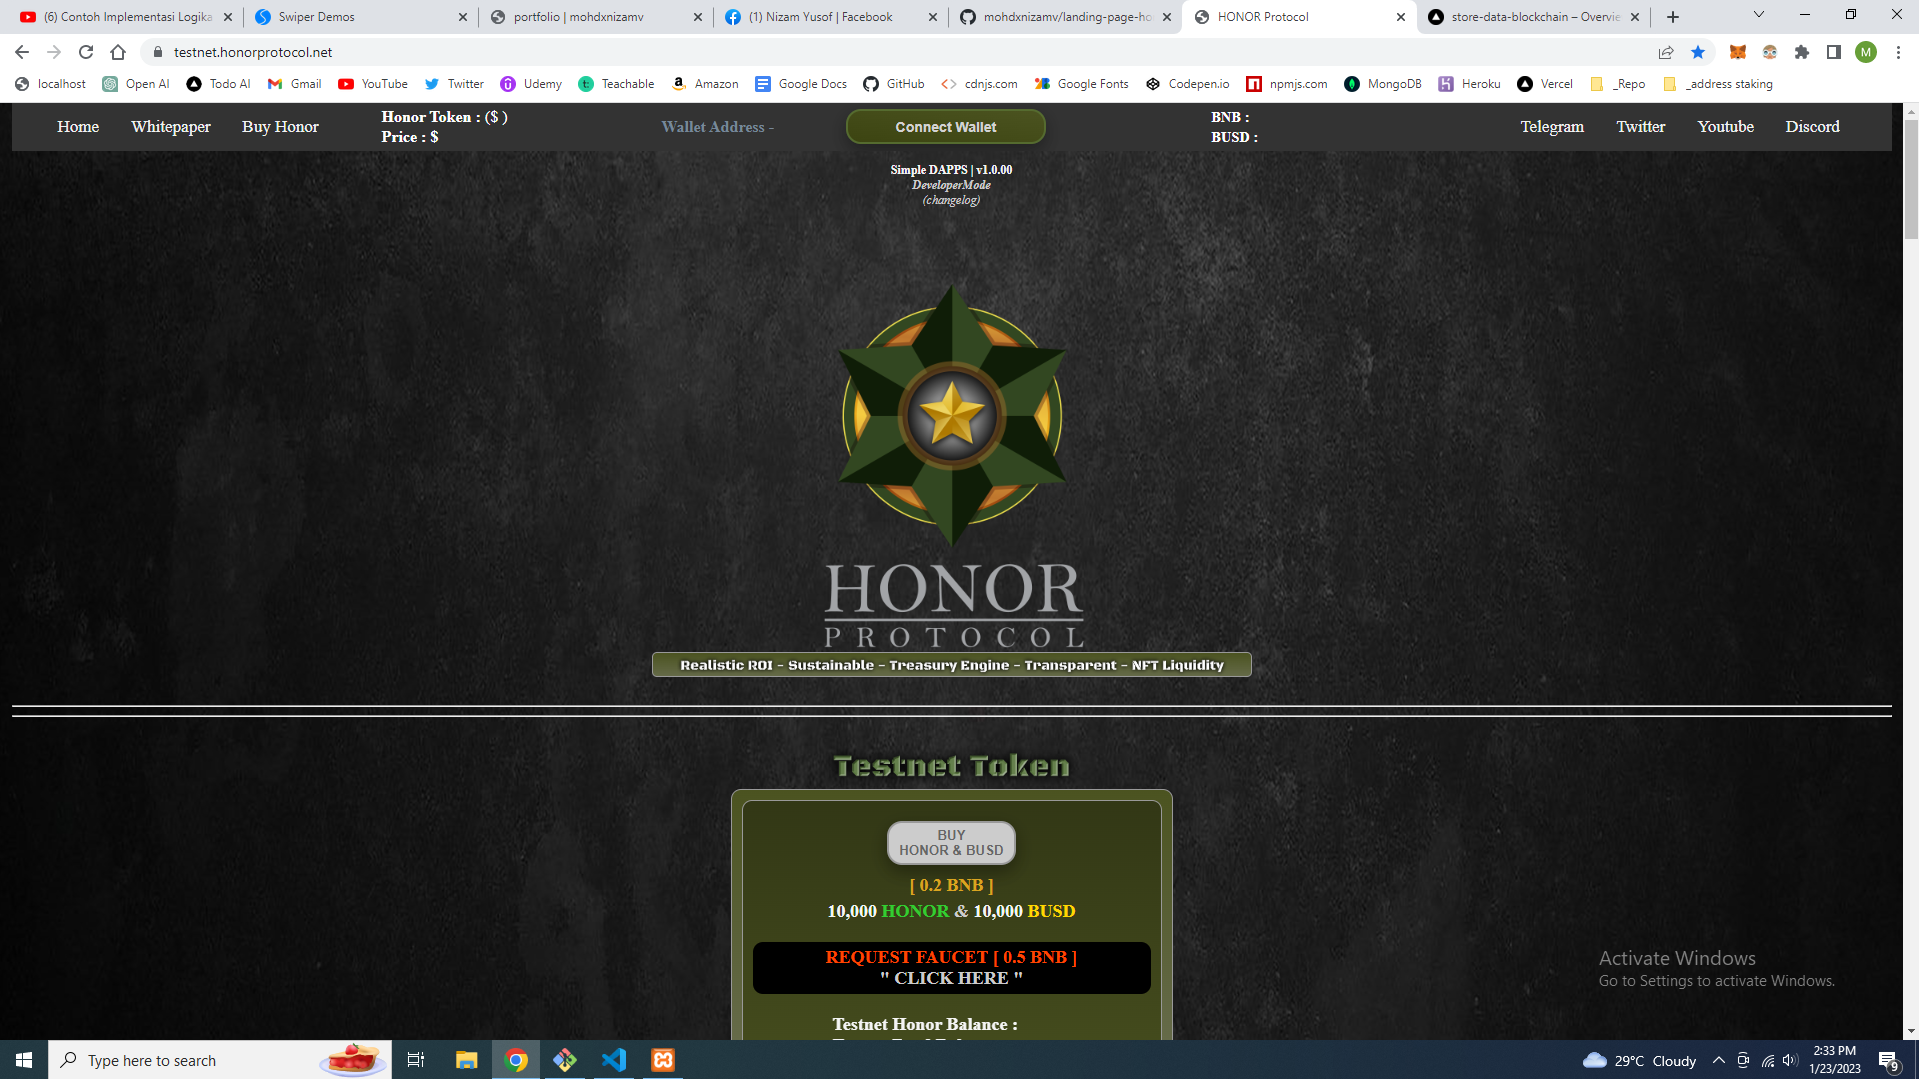 (6) Contoh Implementasi Logika
Swiper Demos
portfolio | mohdxnizamv
(1) Nizam Yusof | Facebook
mohdxnizamv/landing-page-ho
HONOR Protocol
store-data-blockchain – Overvie
testnet.honorprotocol.net
M
localhost
Open AI
Todo AI
Gmail
YouTube
Twitter
Udemy
Teachable
Amazon
Google Docs
GitHub
cdnjs.com
Google Fonts
Codepen.io
npmjs.com
MongoDB
Heroku
Vercel
_Repo
_address staking
Home
Whitepaper
Buy Honor
Honor Token : ($ )
Price : $
Wallet Address -
Connect Wallet
BNB :
BUSD :
Telegram
Twitter
Youtube
Discord
Simple DAPPS | v1.0.00
DeveloperMode
(changelog)
HONOR
PROTOCOL
Realistic ROI - Sustainable - Treasury Engine - Transparent - NFT Liquidity
Testnet Token
BUY
HONOR & BUSD
[ 0.2 BNB ]
10,000 HONOR & 10,000 BUSD
REQUEST FAUCET [ 0.5 BNB ]
" CLICK HERE "
Testnet Honor Balance :
Activate Windows
Go to Settings to activate Windows.
Type here to search
29°C Cloudy
2:33 PM
1/23/2023
9